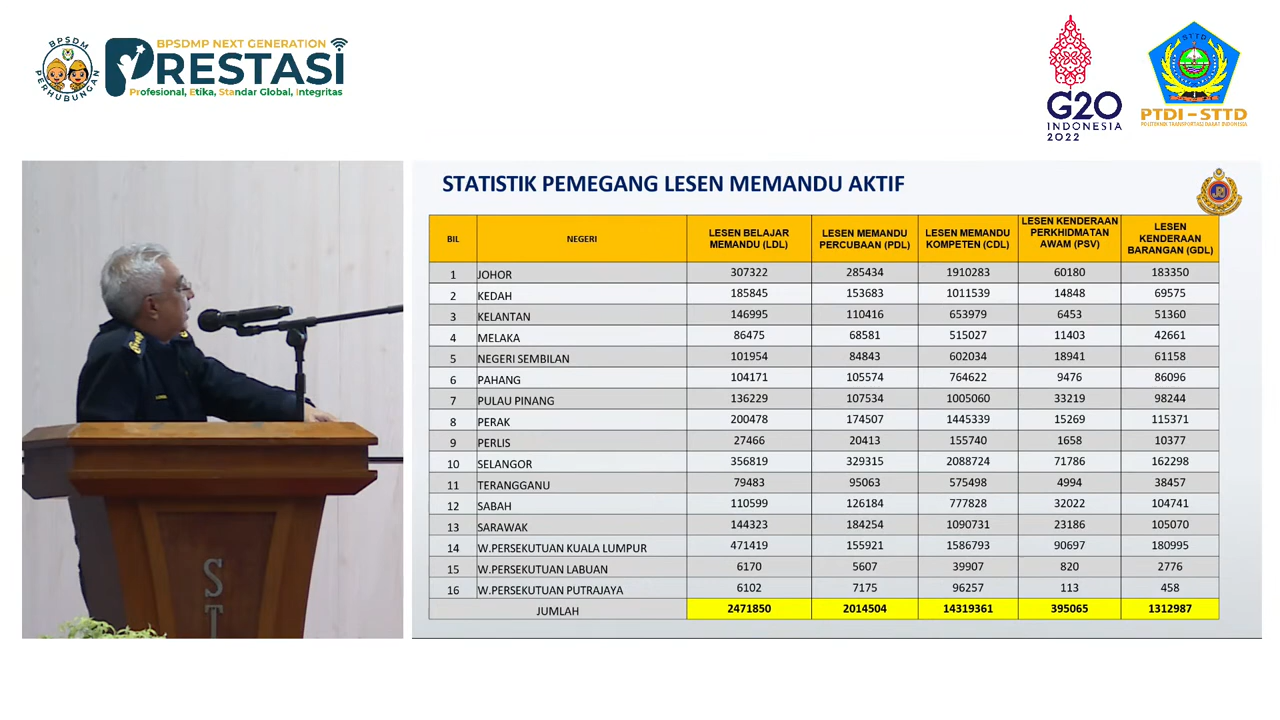 BPSDM
PERHUBUNGAN
BPSDMP NEXT GENERATION
PRESTASI
Profesional, Etika, Standar Global, Integritas
G20
INDONESIA
2022
STTD
PTDI – STTD
POLITEKNIK TRANSPORTASI DARAT INDONESIA
STATISTIK PEMEGANG LESEN MEMANDU AKTIF
BIL NEGERI LESEN BELAJAR MEMANDU (LDL) LESEN MEMANDU PERCUBAAN (PDL) LESEN MEMANDU KOMPETEN (CDL) LESEN KENDERAAN PERKHIDMATAN AWAM (PSV) LESEN KENDERAAN BARANGAN (GDL)
1 JOHOR 307322 285434 1910283 60180 183350
2 KEDAH 185845 153683 1011539 14848 69575
3 KELANTAN 146995 110416 653979 6453 51360
4 MELAKA 86475 68581 515027 11403 42661
5 NEGERI SEMBILAN 101954 84843 602034 18941 61158
6 PAHANG 104171 105574 764622 9476 86096
7 PULAU PINANG 136229 107534 1005060 33219 98244
8 PERAK 200478 174507 1445339 15269 115371
9 PERLIS 27466 20413 155740 1658 10377
10 SELANGOR 356819 329315 2088724 71786 162298
11 TERANGGANU 79483 95063 575498 4994 38457
12 SABAH 110599 126184 777828 32022 104741
13 SARAWAK 144323 184254 1090731 23186 105070
14 W.PERSEKUTUAN KUALA LUMPUR 471419 155921 1586793 90697 180995
15 W.PERSEKUTUAN LABUAN 6170 5607 39907 820 2776
16 W.PERSEKUTUAN PUTRAJAYA 6102 7175 96257 113 458
JUMLAH 2471850 2014504 14319361 395065 1312987
S
T